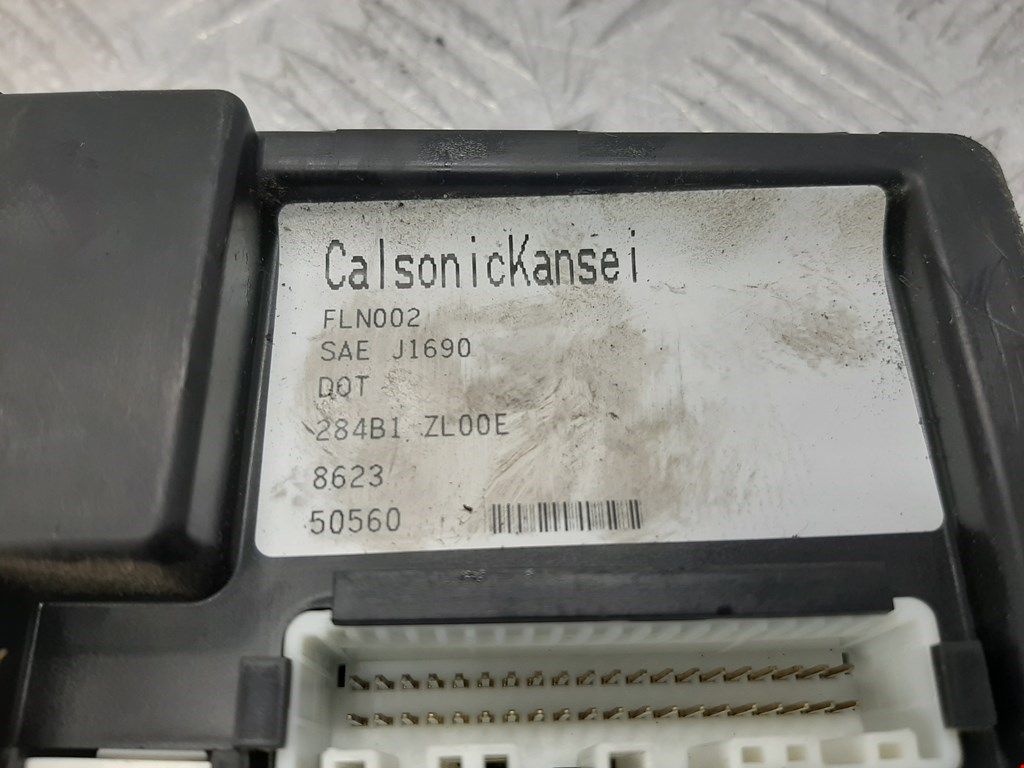 CalsonicKansei
FLN002
SAE J1690
DOT
284B1 ZL00E
8623
50560